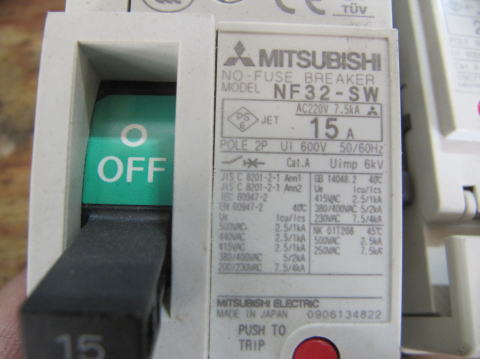 CE
TÜV
MITSUBISHI
NO-FUSE BREAKER
MODEL NF32-SW
AC220V 7.5kA
PS
E
JET
15 A
POLE 2P Ui 600V 50/60Hz
Cat.A Uimp 6kV
JIS C 8201-2-1 Ann1
JIS C 8201-2-1 Ann2
IEC 60947-2
EN 60947-2 40℃
Ue Icu/Ics
500VAC 2.5/1kA
440VAC 2.5/1kA
415VAC 2.5/1kA
380/400VAC 5/2kA
200/230VAC 7.5/4kA
GB 14048.2 40℃
Ue Icu/Ics
415VAC 2.5/1kA
380/400VAC 5/2kA
230VAC 7.5/4kA
NK 01T208 45℃
500VAC 2.5kA
250VAC 7.5kA
MITSUBISHI ELECTRIC
MADE IN JAPAN 0906134822
PUSH TO
TRIP
OFF
15